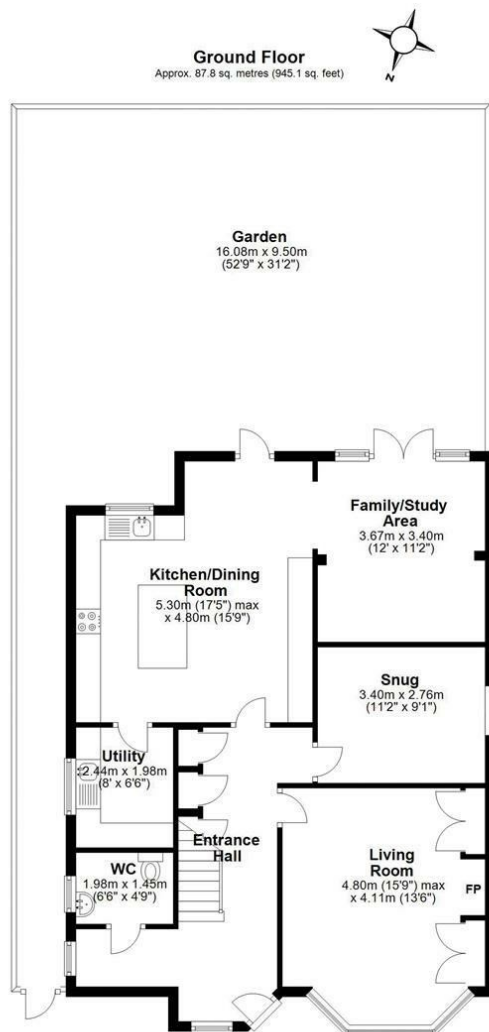 Ground Floor
Approx. 87.8 sq. metres (945.1 sq. feet)
N
Garden
16.08m x 9.50m
(52'9" x 31'2")
Family/Study
Area
3.67m x 3.40m
(12' x 11'2")
Kitchen/Dining
Room
5.30m (17'5") max
x 4.80m (15'9")
Snug
3.40m x 2.76m
(11'2" x 9'1")
Utility
2.44m x 1.98m
(8' x 6'6")
Entrance
Hall
WC
1.98m x 1.45m
(6'6" x 4'9")
Living
Room
4.80m (15'9") max
x 4.11m (13'6")
FP